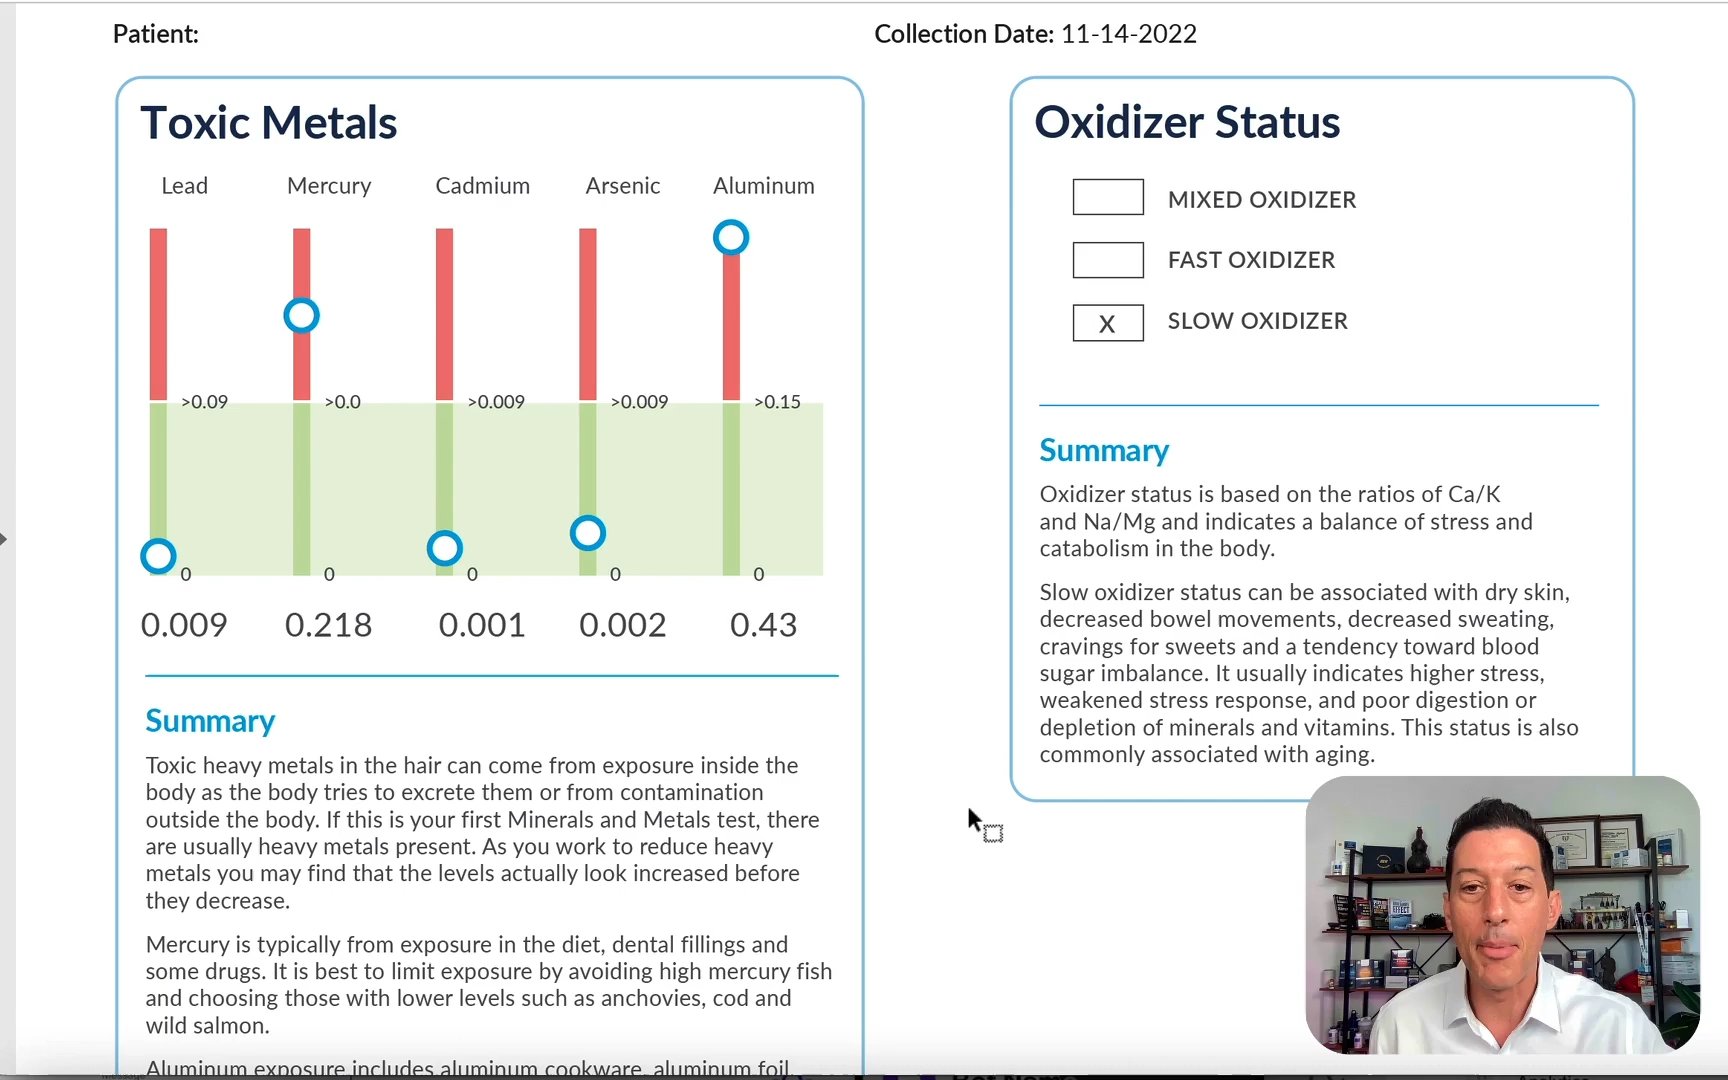 Patient:
Collection Date: 11-14-2022
Toxic Metals
Lead
Mercury
Cadmium
Arsenic
Aluminum
>0.09
>0.0
>0.009
>0.009
>0.15
0
0
0
0
0
0.009
0.218
0.001
0.002
0.43
Summary
Toxic heavy metals in the hair can come from exposure inside the
body as the body tries to excrete them or from contamination
outside the body. If this is your first Minerals and Metals test, there
are usually heavy metals present. As you work to reduce heavy
metals you may find that the levels actually look increased before
they decrease.
Mercury is typically from exposure in the diet, dental fillings and
some drugs. It is best to limit exposure by avoiding high mercury fish
and choosing those with lower levels such as anchovies, cod and
wild salmon.
Aluminum exposure includes aluminum cookware, aluminum foil,
Oxidizer Status
MIXED OXIDIZER
FAST OXIDIZER
X SLOW OXIDIZER
Summary
Oxidizer status is based on the ratios of Ca/K
and Na/Mg and indicates a balance of stress and
catabolism in the body.
Slow oxidizer status can be associated with dry skin,
decreased bowel movements, decreased sweating,
cravings for sweets and a tendency toward blood
sugar imbalance. It usually indicates higher stress,
weakened stress response, and poor digestion or
depletion of minerals and vitamins. This status is also
commonly associated with aging.